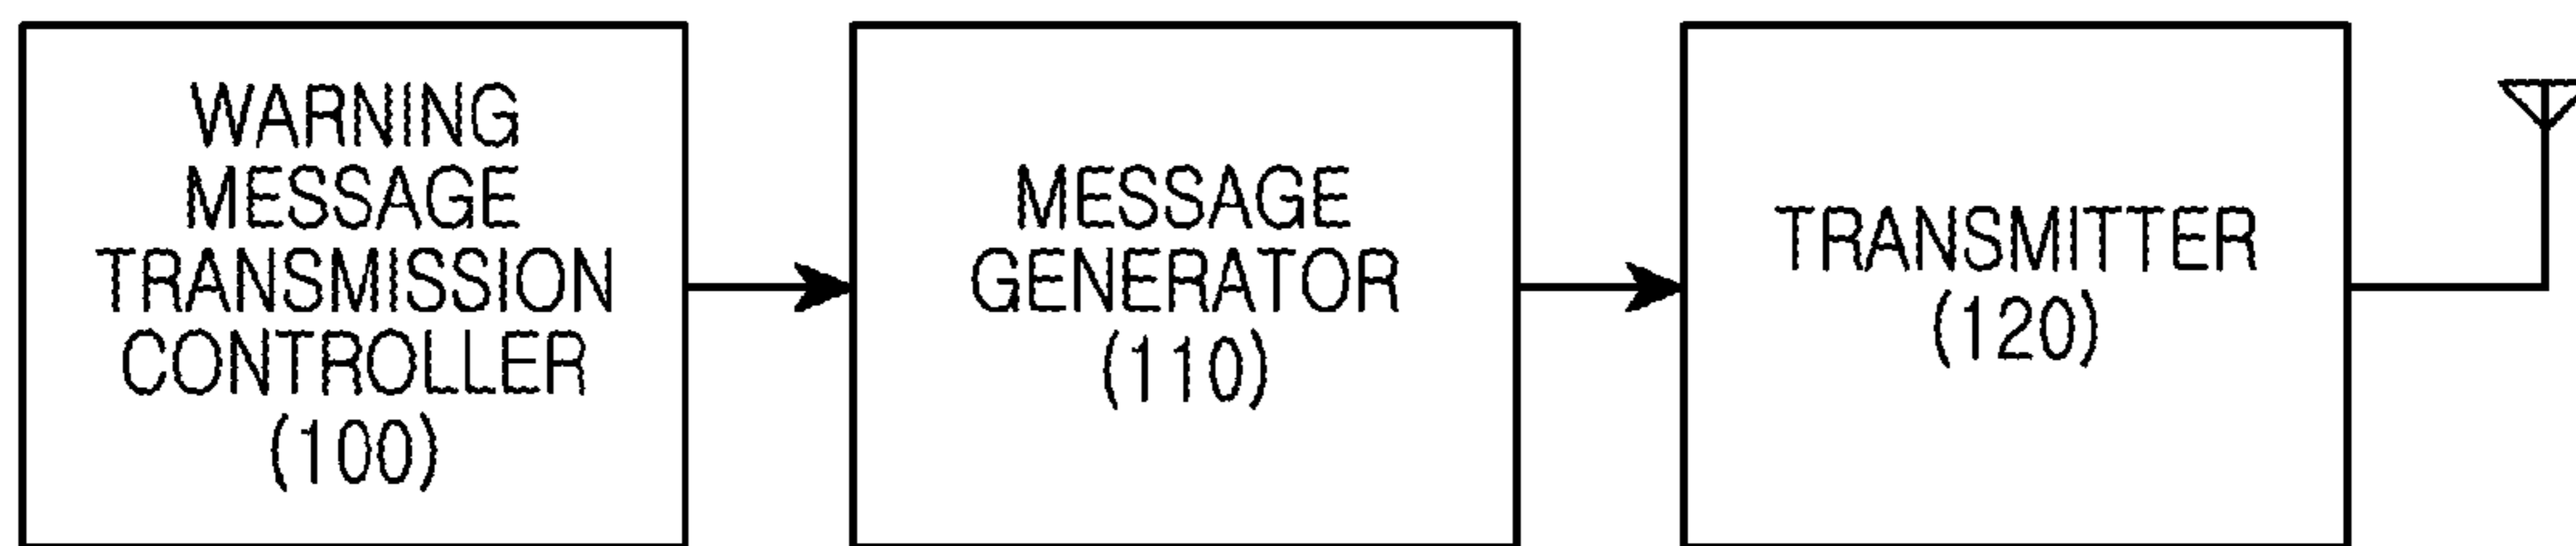 WARNING
MESSAGE
TRANSMISSION
CONTROLLER
(100)
MESSAGE
GENERATOR
(110)
TRANSMITTER
(120)